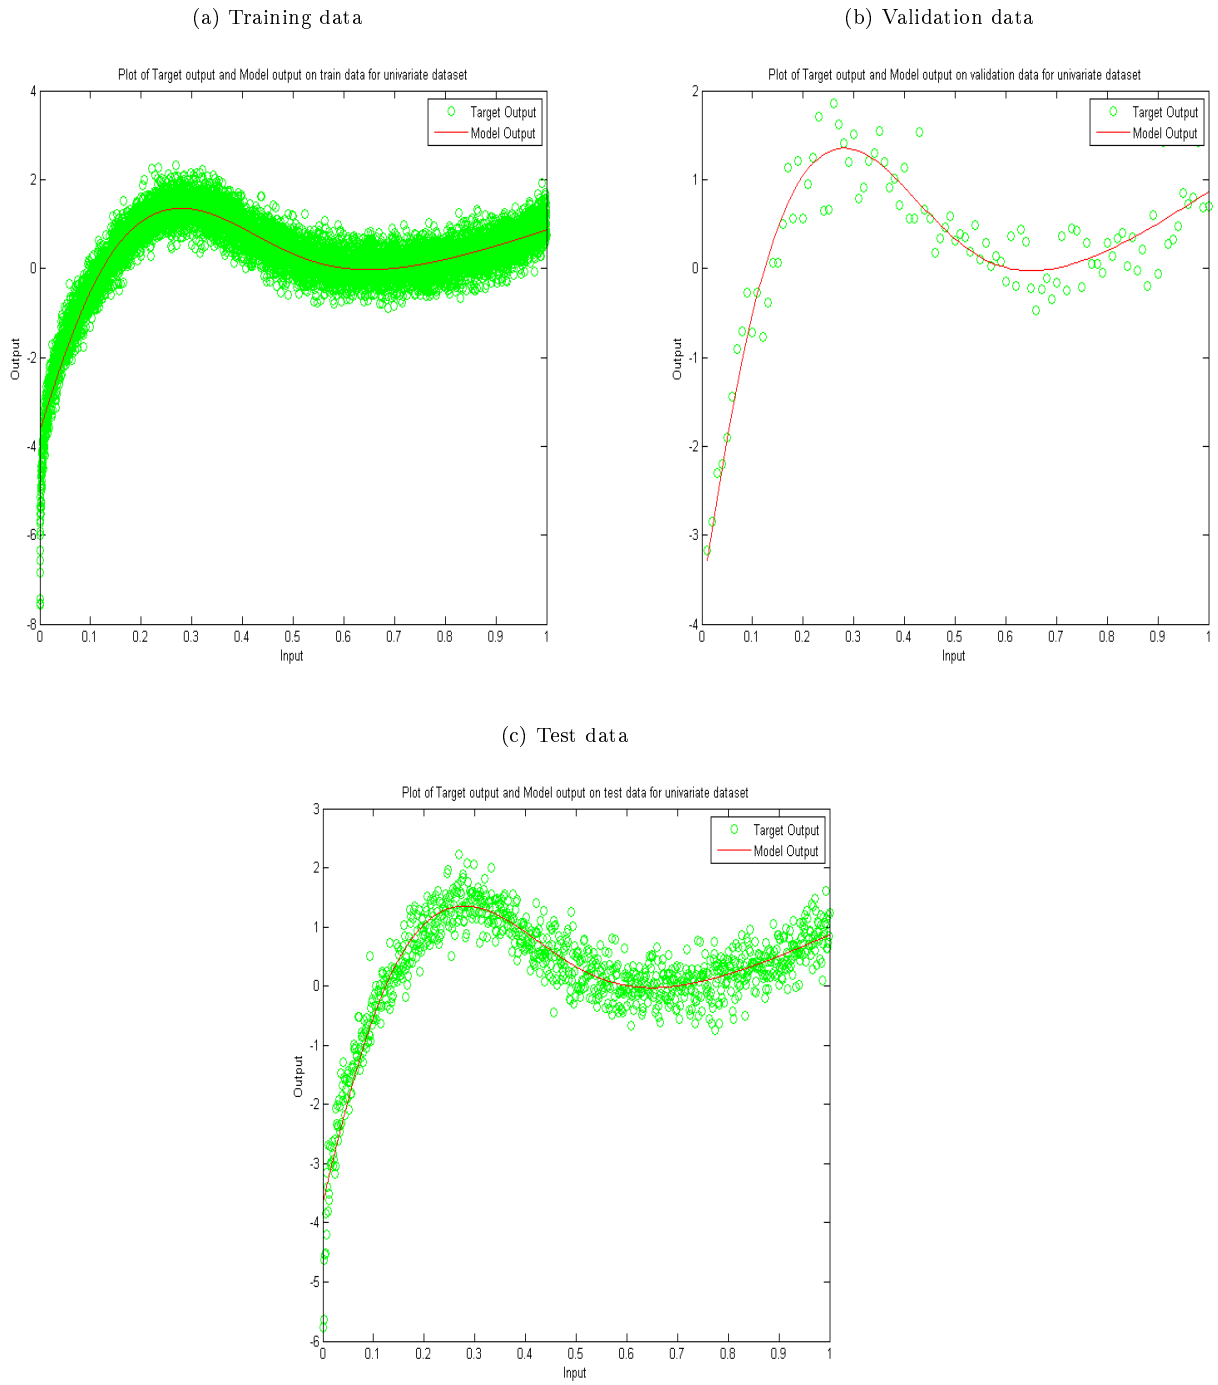 (a) Training data
(b) Validation data
Plot of Target output and Model output on train data for univariate dataset
4
2
0
-2
-4
-6
-8
Output
0 0.1 0.2 0.3 0.4 0.5 0.6 0.7 0.8 0.9 1
Input
Target Output
Model Output
Plot of Target output and Model output on validation data for univariate dataset
2
1
0
-1
-2
-3
-4
Output
0 0.1 0.2 0.3 0.4 0.5 0.6 0.7 0.8 0.9 1
Input
Target Output
Model Output
(c) Test data
Plot of Target output and Model output on test data for univariate dataset
3
2
1
0
-1
-2
-3
-4
-5
-6
Output
0 0.1 0.2 0.3 0.4 0.5 0.6 0.7 0.8 0.9 1
Input
Target Output
Model Output